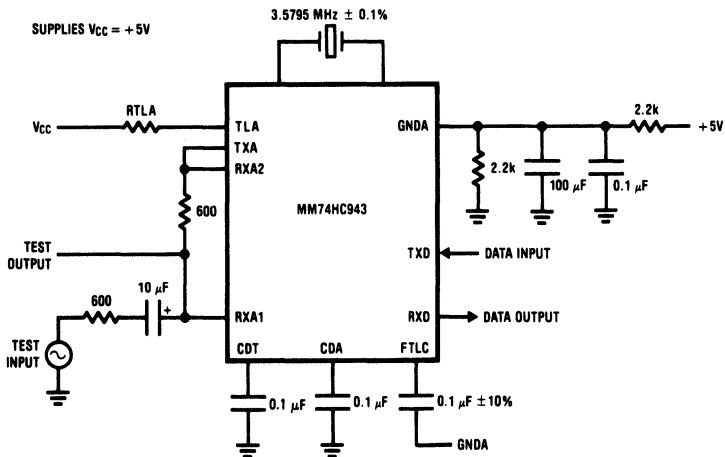 3.5795 MHz ± 0.1%
SUPPLIES VCC = +5V
RTLA
VCC
TLA
TXA
RXA2
GNDA
2.2k
+5V
2.2k
100 µF
0.1 µF
MM74HC943
600
TEST
OUTPUT
TXD
DATA INPUT
10 µF
+
600
RXA1
RXD
DATA OUTPUT
TEST
INPUT
CDT
CDA
FTLC
0.1 µF
0.1 µF
0.1 µF ±10%
GNDA